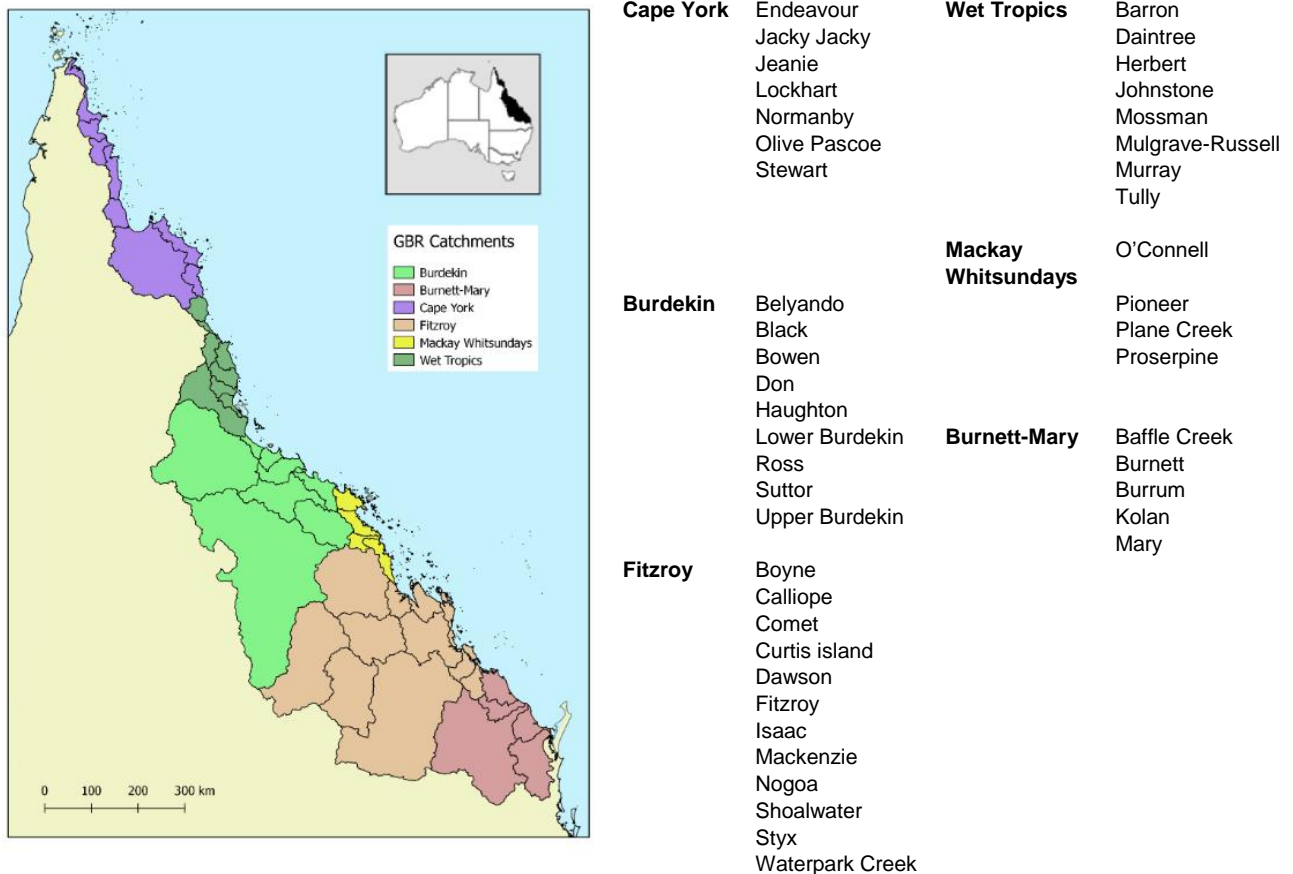 GBR Catchments
Burdekin
Burnett-Mary
Cape York
Fitzroy
Mackay Whitsundays
Wet Tropics
0 100 200 300 km
Cape York Endeavour
Jacky Jacky
Jeanie
Lockhart
Normanby
Olive Pascoe
Stewart
Burdekin Belyando
Black
Bowen
Don
Haughton
Lower Burdekin
Ross
Suttor
Upper Burdekin
Fitzroy Boyne
Calliope
Comet
Curtis island
Dawson
Fitzroy
Isaac
Mackenzie
Nogoa
Shoalwater
Styx
Waterpark Creek
Wet Tropics Barron
Daintree
Herbert
Johnstone
Mossman
Mulgrave-Russell
Murray
Tully
Mackay O’Connell
Whitsundays
Pioneer
Plane Creek
Proserpine
Burnett-Mary Baffle Creek
Burnett
Burrum
Kolan
Mary